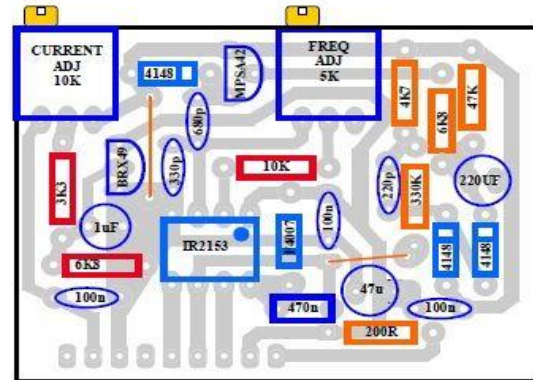 CURRENT
ADJ
10K
4148
MPSA42
FREQ
ADJ
5K
4K7
6K8
47K
680p
BRX49
330p
10K
3K3
220p
330K
220UF
1uF
IR2153
100n
4148
4148
6K8
100n
470n
47u
100n
200R